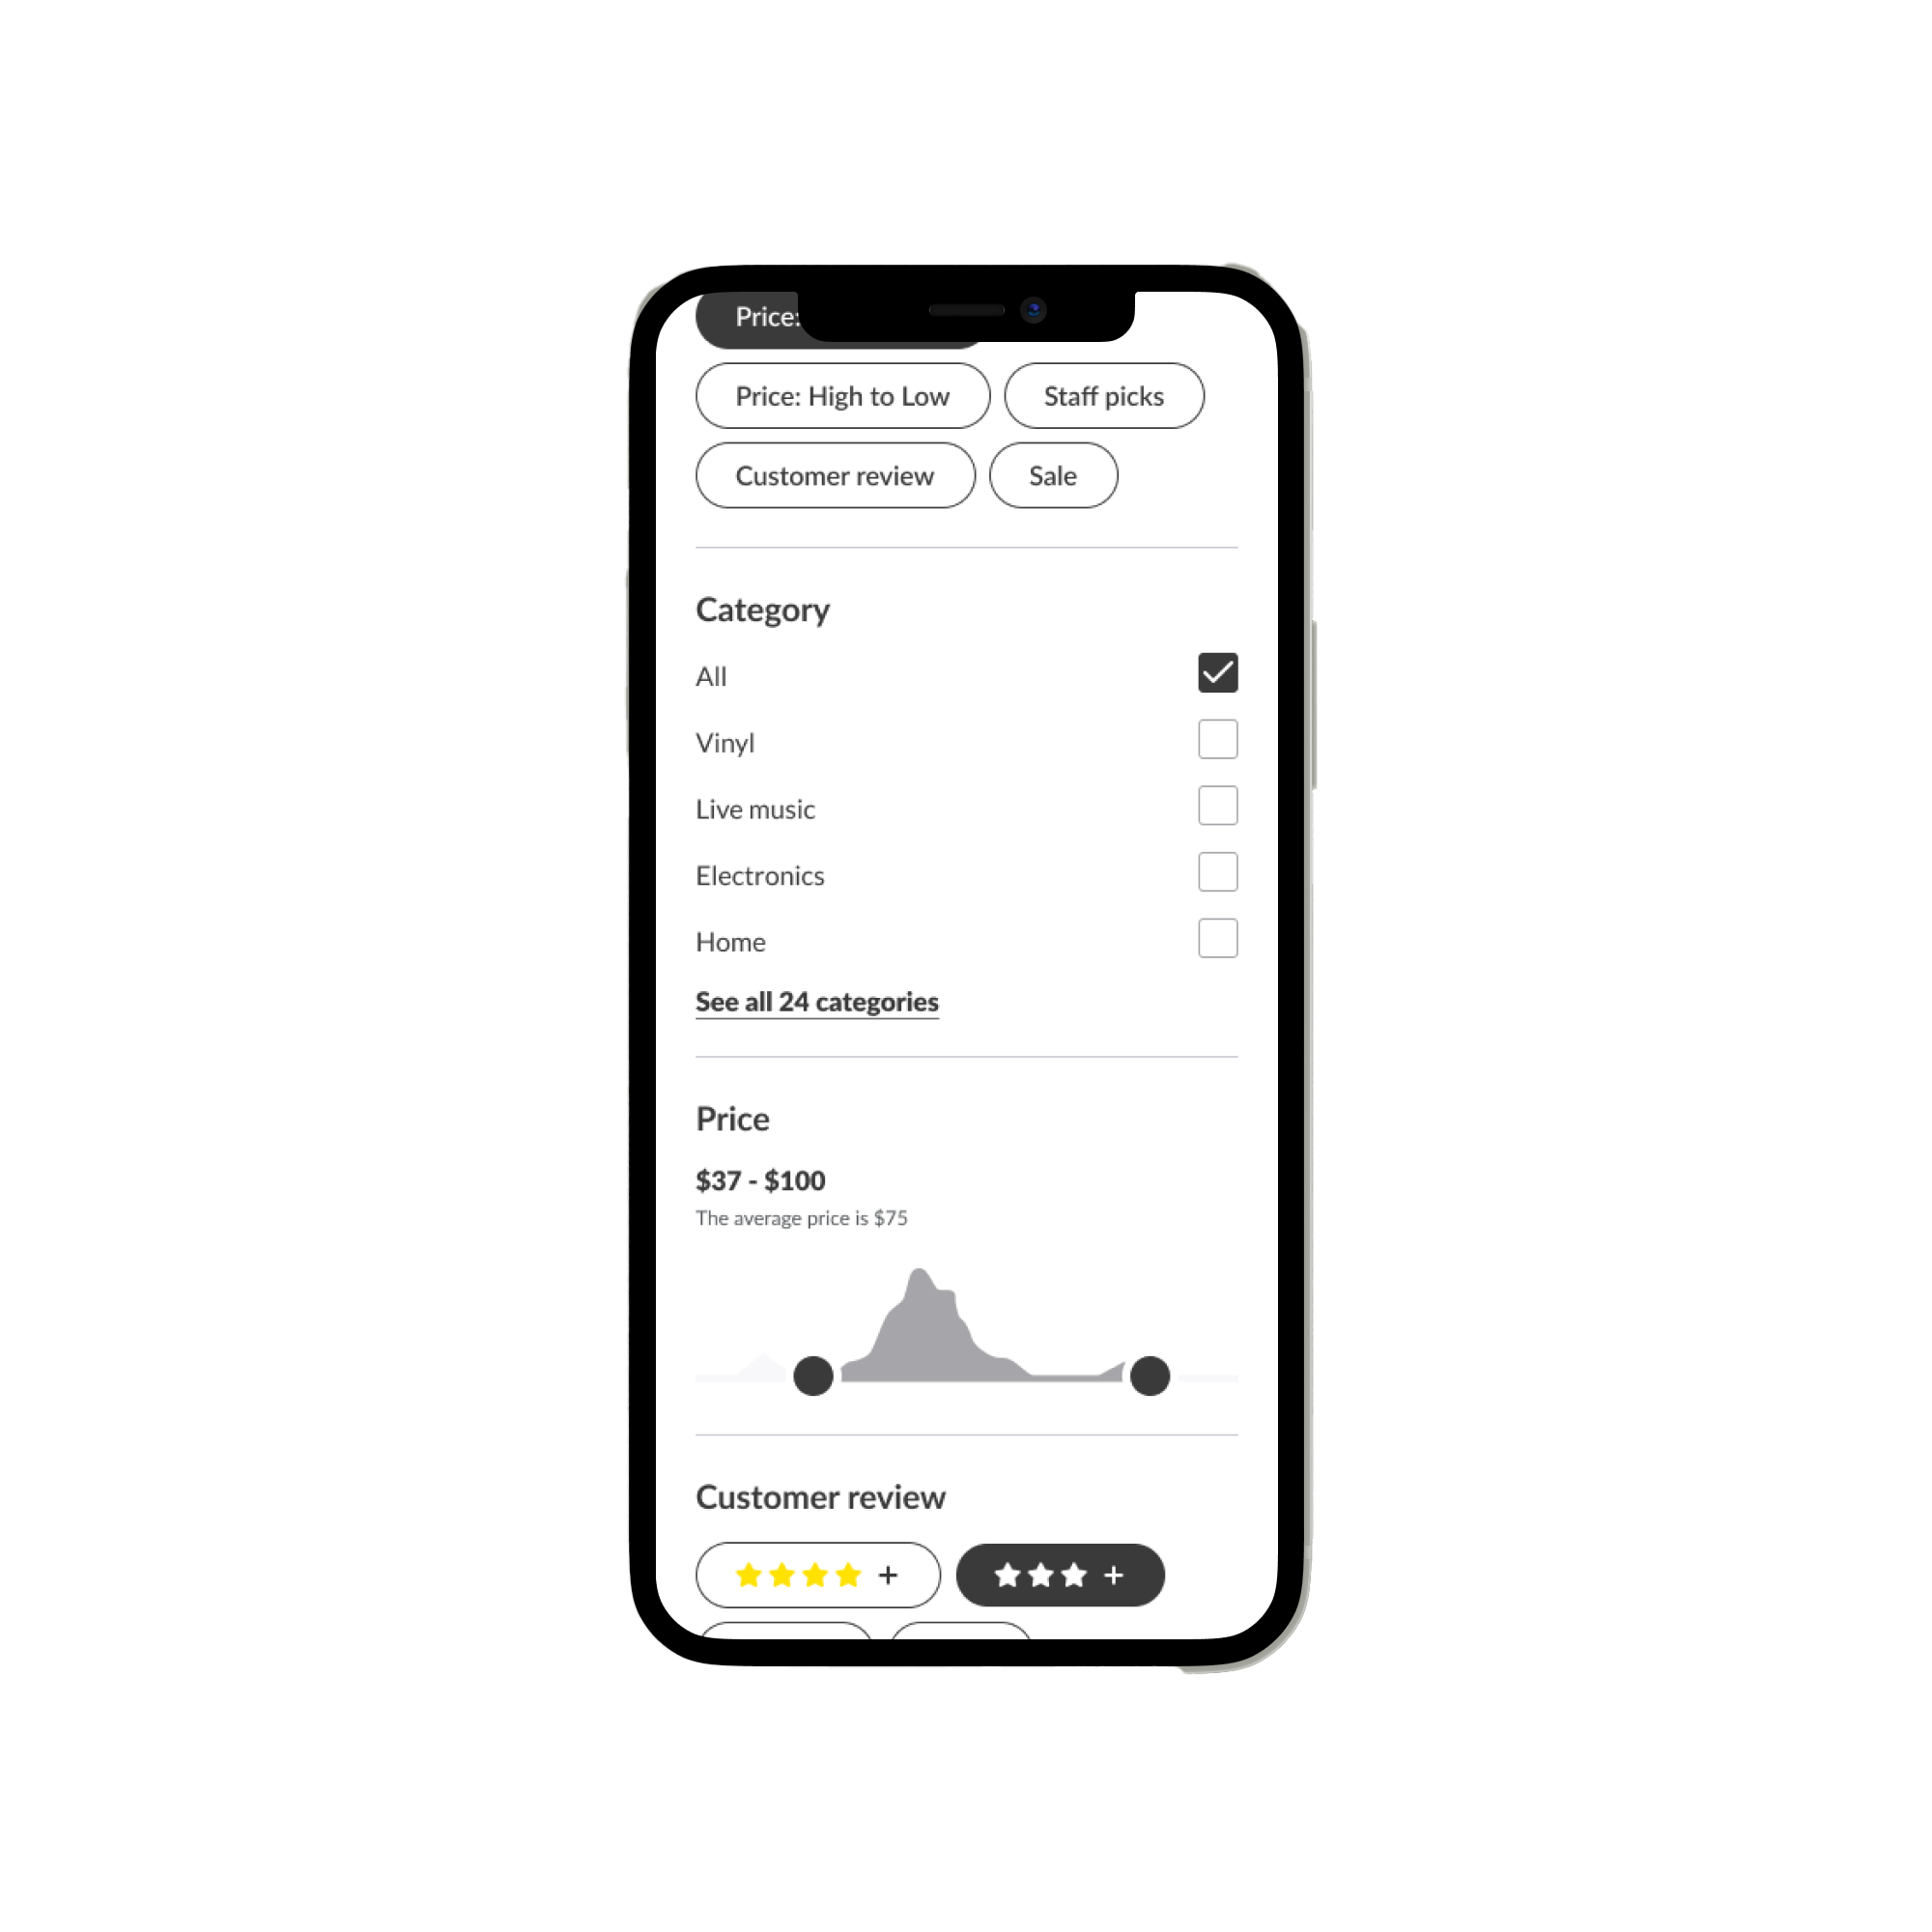 Price:
Price: High to Low
Staff picks
Customer review
Sale
Category
All
Vinyl
Live music
Electronics
Home
See all 24 categories
Price
$37 - $100
The average price is $75
Customer review
+
+